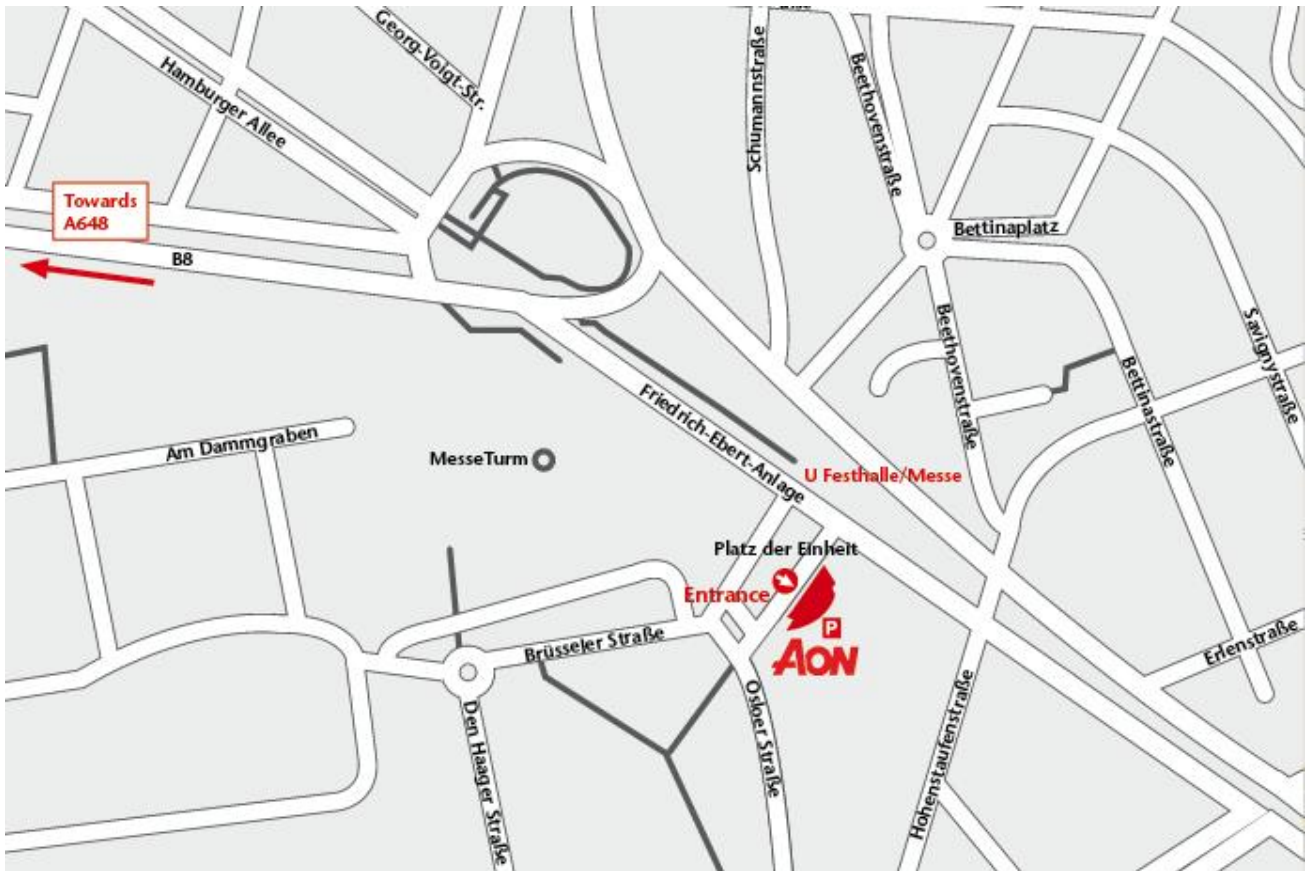 Georg-Voigt-Str.
Hamburger Allee
Schumannstraße
Beethovenstraße
Towards
A648
B8
Bettinaplatz
Savignystraße
Beethovenstraße
Bettinastraße
Friedrich-Ebert-Anlage
Am Dammgraben
MesseTurm
U Festhalle/Messe
Platz der Einheit
Entrance
P
AON
Brüsseler Straße
Erlenstraße
Osloer Straße
Hohenstaufenstraße
Den Haager Straße